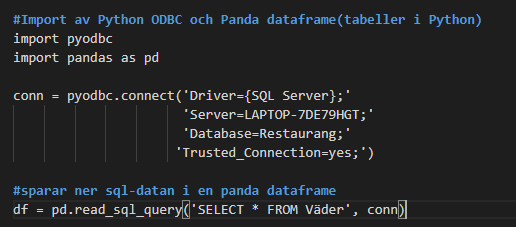 #Import av Python ODBC och Panda dataframe(tabeller i Python)
import pyodbc
import pandas as pd
conn = pyodbc.connect('Driver={SQL Server};'
'Server=LAPTOP-7DE79HGT;'
'Database=Restaurang;'
'Trusted_Connection=yes;')
#sparar ner sql-datan i en panda dataframe
df = pd.read_sql_query('SELECT * FROM Väder', conn)